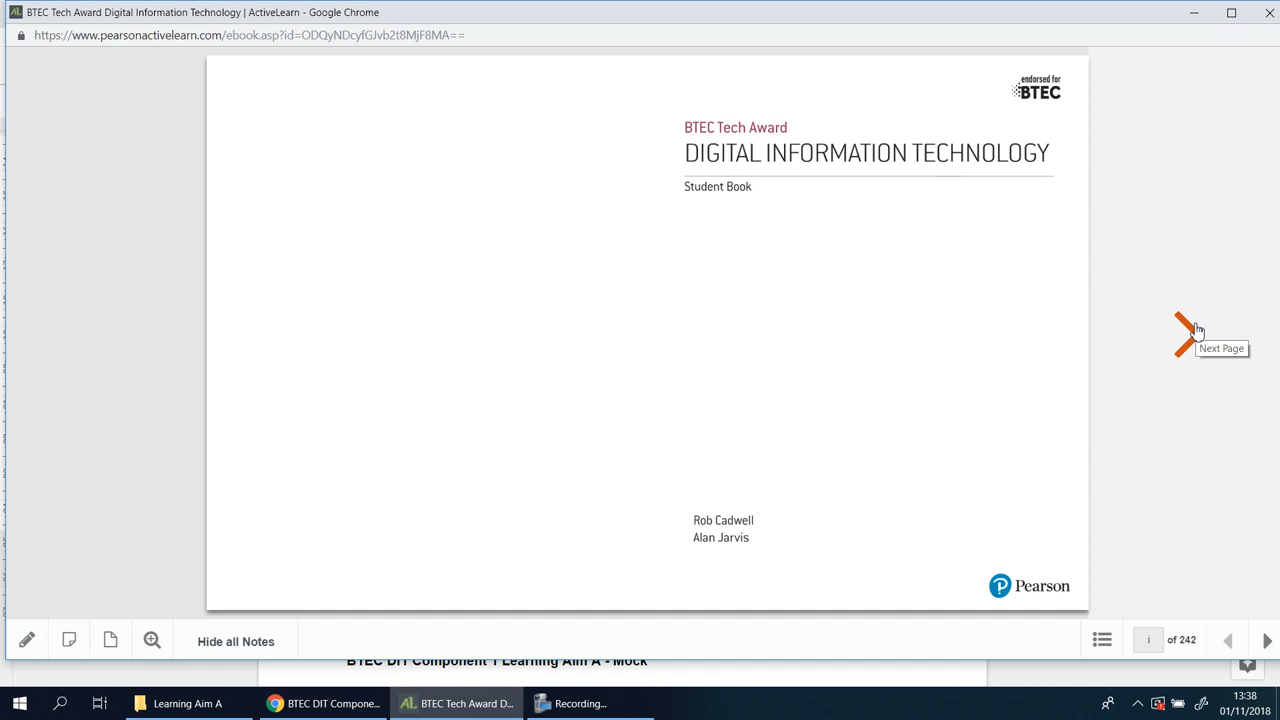 BTEC Tech Award Digital Information Technology | ActiveLearn - Google Chrome
https://www.pearsonactivelearn.com/ebook.asp?id=ODQyNDcyfGJvb2t8MjF8MA==
endorsed for
BTEC
BTEC Tech Award
DIGITAL INFORMATION TECHNOLOGY
Student Book
Next Page
Rob Cadwell
Alan Jarvis
Pearson
Hide all Notes
i of 242
BTEC DIT Component 1 Learning Aim A - Mock
Learning Aim A
BTEC DIT Compone...
AL BTEC Tech Award D...
Recording...
13:38
01/11/2018